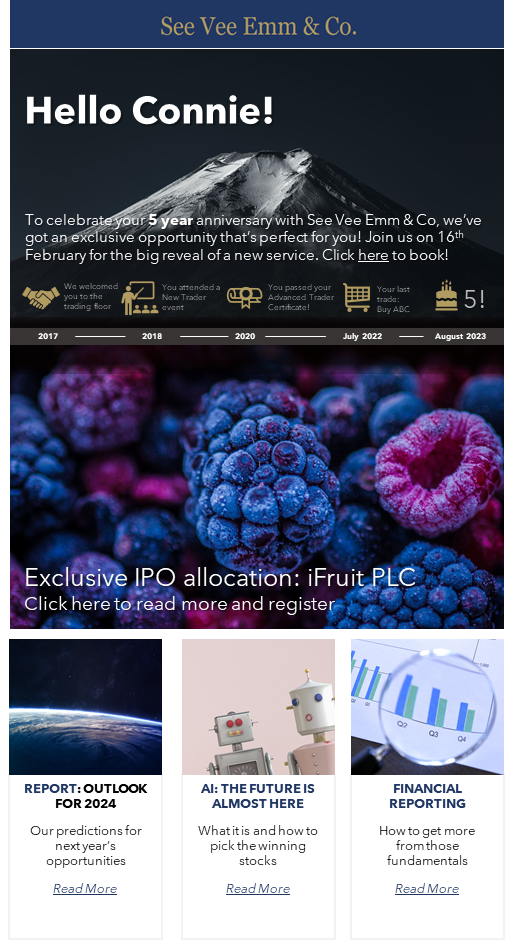 See Vee Emm & Co.
Hello Connie!
To celebrate your 5 year anniversary with See Vee Emm & Co, we’ve
got an exclusive opportunity that’s perfect for you! Join us on 16th
February for the big reveal of a new service. Click here to book!
We welcomed
you to the
trading floor
You attended a
New Trader
event
You passed your
Advanced Trader
Certificate!
Your last
trade:
Buy ABC
5!
2017
2018
2020
July 2022
August 2023
Exclusive IPO allocation: iFruit PLC
Click here to read more and register
Q2
Q3
Q4
REPORT: OUTLOOK
FOR 2024
Our predictions for
next year’s
opportunities
Read More
AI: THE FUTURE IS
ALMOST HERE
What it is and how to
pick the winning
stocks
Read More
FINANCIAL
REPORTING
How to get more
from those
fundamentals
Read More